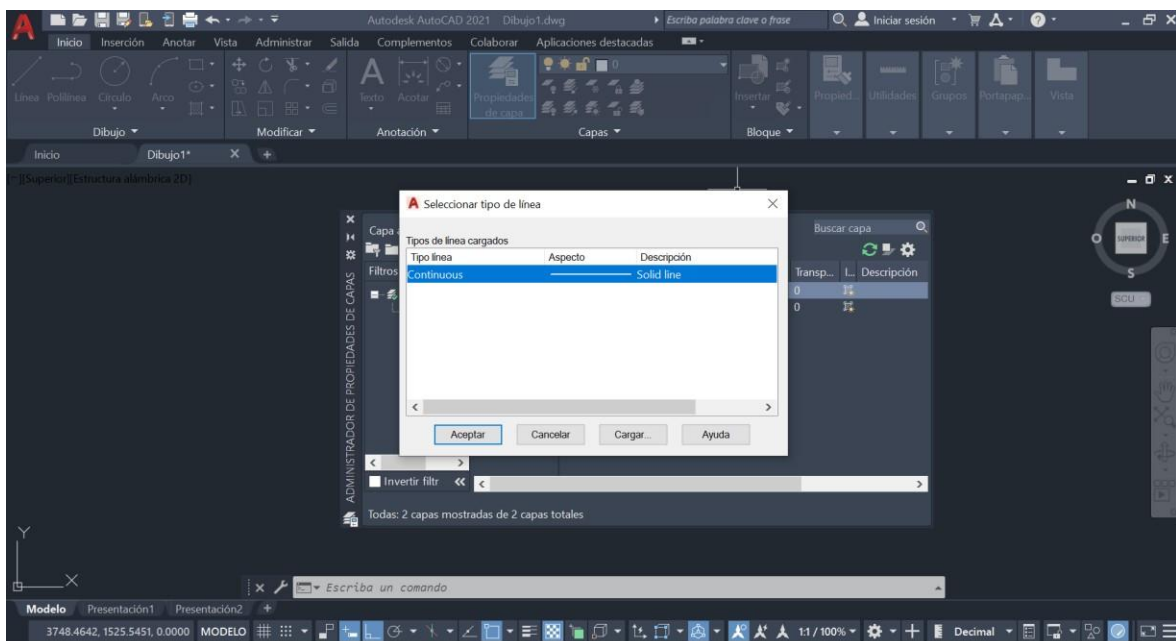 Autodesk AutoCAD 2021 Dibujo1.dwg Escriba palabra clave o frase Iniciar sesión
Inicio Inserción Anotar Vista Administrar Salida Complementos Colaborar Aplicaciones destacadas
0
Línea Polilínea Círculo Arco Texto Acotar Propiedades de capa Insertar Propied... Utilidades Grupos Portapap... Vista
Dibujo Modificar Anotación Capas Bloque
Inicio Dibujo1*
[−][Superior][Estructura alámbrica 2D]
Seleccionar tipo de línea
N
Capa a Buscar capa
Tipos de línea cargados
O SUPERIOR E
Tipo línea Aspecto Descripción
Filtros Transp... I... Descripción
S
Continuous Solid line
0
SCU
0
ADMINISTRADOR DE PROPIEDADES DE CAPAS
Aceptar Cancelar Cargar... Ayuda
Invertir filtr
Todas: 2 capas mostradas de 2 capas totales
Y
X
Escriba un comando
Modelo Presentación1 Presentación2 +
3748.4642, 1525.5451, 0.0000 MODELO 1:1 / 100% Decimal